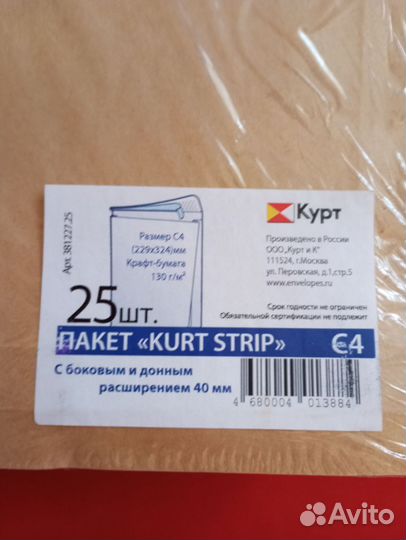 Курт
Произведено в России
ООО „Курт и К"
111524, г.Москва
ул. Перовская, д.1,стр.5
www.envelopes.ru
Арт. 381227.25
Размер С4
(229х324)мм
Крафт-бумага
130 г/м²
25шт.
Срок годности не ограничен
Обязательной сертификации не подлежит
ПАКЕТ «KURT STRIP»
C4
С боковым и донным
расширением 40 мм
4 680004 013884
Avito